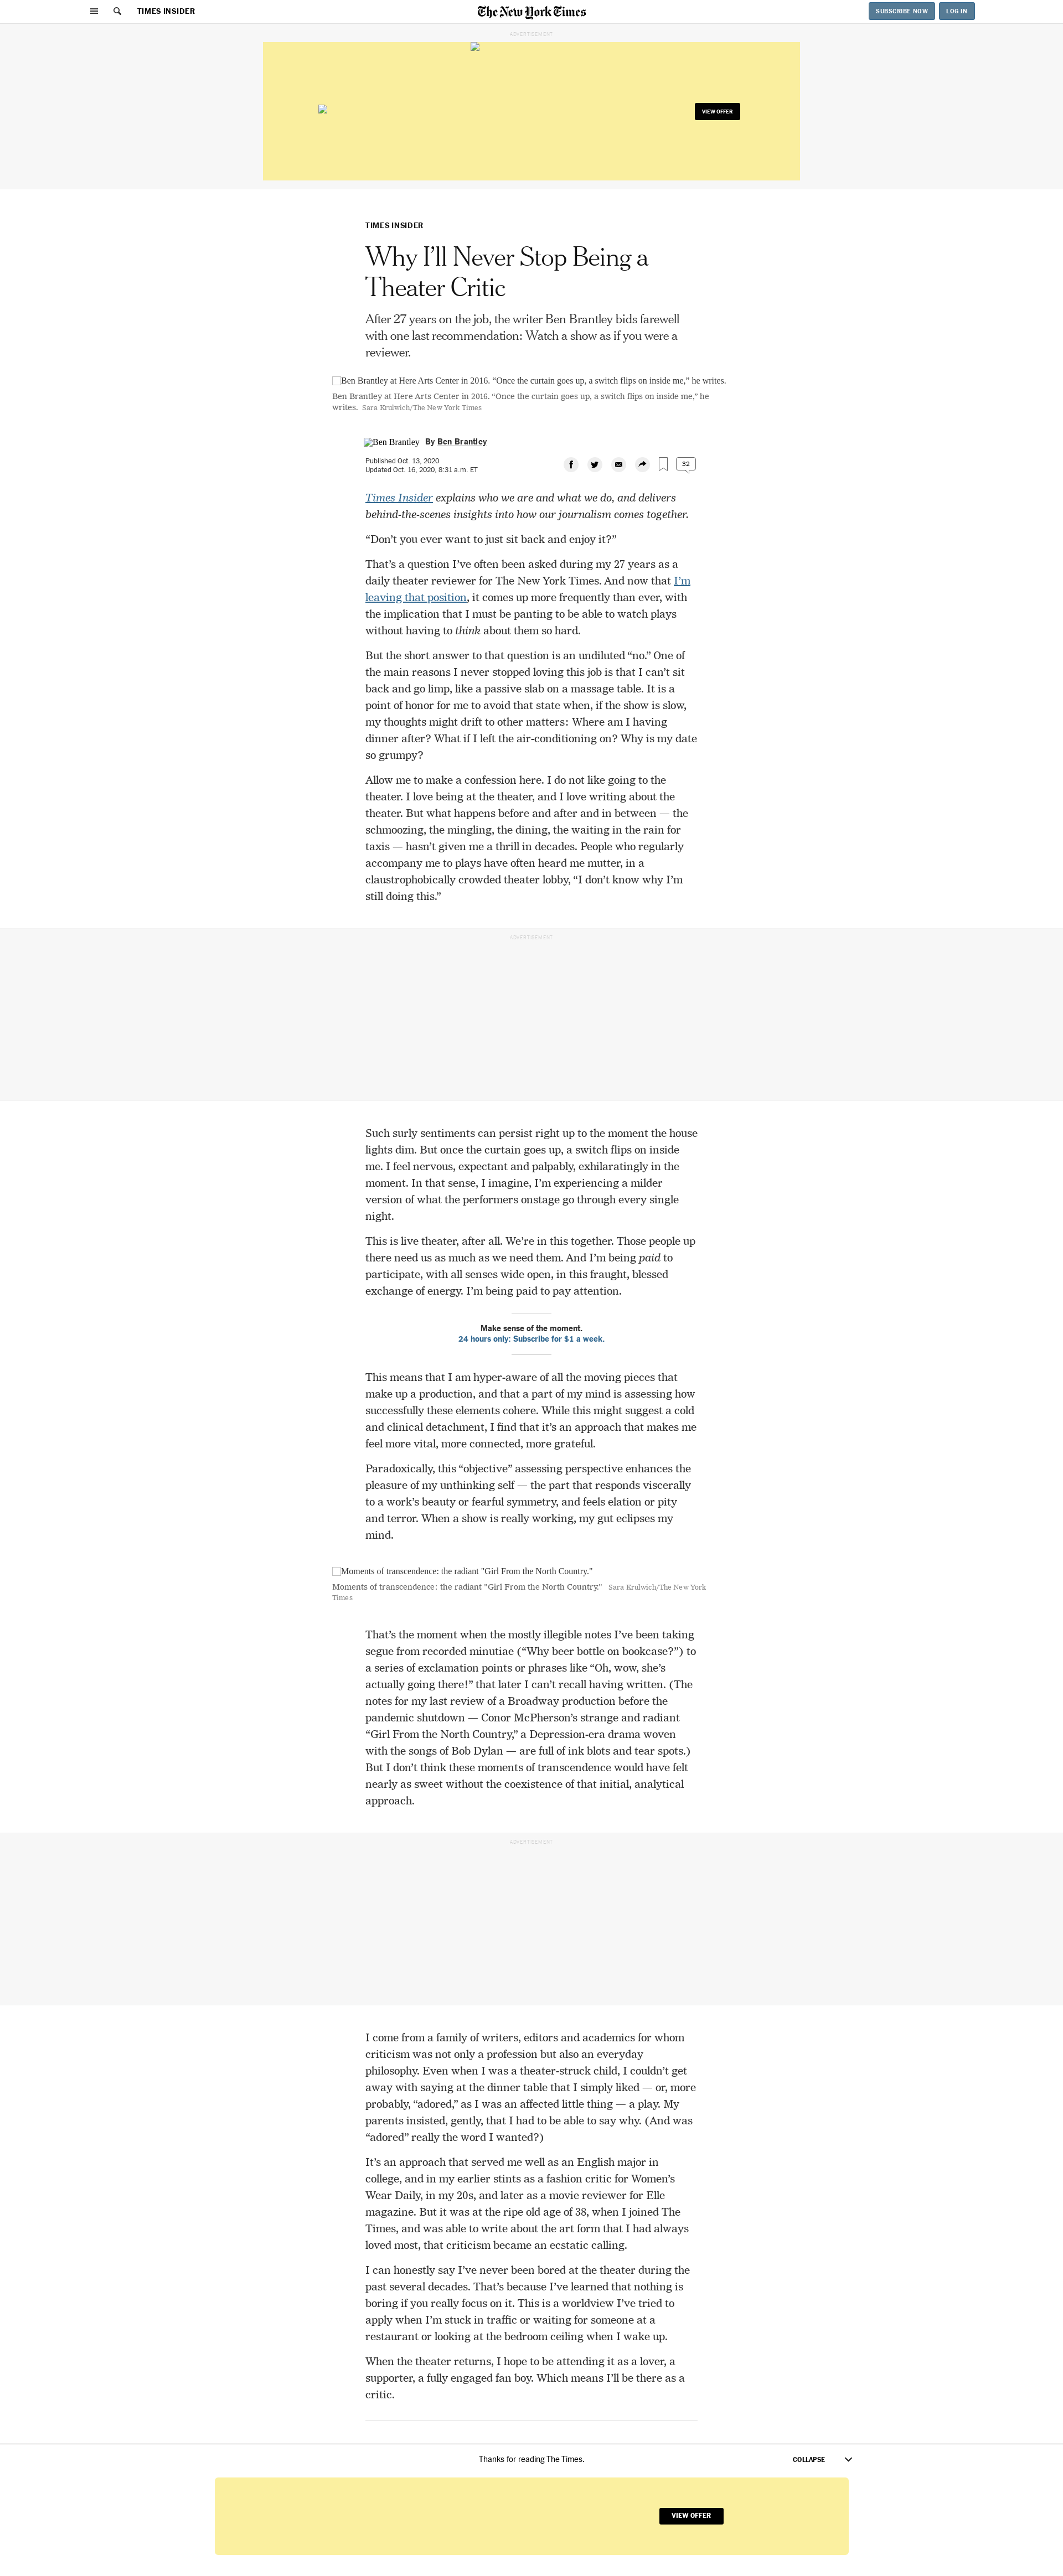 TIMES INSIDER
The New York Times
SUBSCRIBE NOW
LOG IN
ADVERTISEMENT
VIEW OFFER
TIMES INSIDER
Why I’ll Never Stop Being a
Theater Critic
After 27 years on the job, the writer Ben Brantley bids farewell
with one last recommendation: Watch a show as if you were a
reviewer.
Ben Brantley at Here Arts Center in 2016. “Once the curtain goes up, a switch flips on inside me,” he writes.
Ben Brantley at Here Arts Center in 2016. “Once the curtain goes up, a switch flips on inside me,” he
writes. Sara Krulwich/The New York Times
Ben Brantley By Ben Brantley
Published Oct. 13, 2020
Updated Oct. 16, 2020, 8:31 a.m. ET
32
Times Insider explains who we are and what we do, and delivers
behind-the-scenes insights into how our journalism comes together.
“Don’t you ever want to just sit back and enjoy it?”
That’s a question I’ve often been asked during my 27 years as a
daily theater reviewer for The New York Times. And now that I’m
leaving that position, it comes up more frequently than ever, with
the implication that I must be panting to be able to watch plays
without having to think about them so hard.
But the short answer to that question is an undiluted “no.” One of
the main reasons I never stopped loving this job is that I can’t sit
back and go limp, like a passive slab on a massage table. It is a
point of honor for me to avoid that state when, if the show is slow,
my thoughts might drift to other matters: Where am I having
dinner after? What if I left the air-conditioning on? Why is my date
so grumpy?
Allow me to make a confession here. I do not like going to the
theater. I love being at the theater, and I love writing about the
theater. But what happens before and after and in between — the
schmoozing, the mingling, the dining, the waiting in the rain for
taxis — hasn’t given me a thrill in decades. People who regularly
accompany me to plays have often heard me mutter, in a
claustrophobically crowded theater lobby, “I don’t know why I’m
still doing this.”
ADVERTISEMENT
Such surly sentiments can persist right up to the moment the house
lights dim. But once the curtain goes up, a switch flips on inside
me. I feel nervous, expectant and palpably, exhilaratingly in the
moment. In that sense, I imagine, I’m experiencing a milder
version of what the performers onstage go through every single
night.
This is live theater, after all. We’re in this together. Those people up
there need us as much as we need them. And I’m being paid to
participate, with all senses wide open, in this fraught, blessed
exchange of energy. I’m being paid to pay attention.
Make sense of the moment.
24 hours only: Subscribe for $1 a week.
This means that I am hyper-aware of all the moving pieces that
make up a production, and that a part of my mind is assessing how
successfully these elements cohere. While this might suggest a cold
and clinical detachment, I find that it’s an approach that makes me
feel more vital, more connected, more grateful.
Paradoxically, this “objective” assessing perspective enhances the
pleasure of my unthinking self — the part that responds viscerally
to a work’s beauty or fearful symmetry, and feels elation or pity
and terror. When a show is really working, my gut eclipses my
mind.
Moments of transcendence: the radiant "Girl From the North Country."
Moments of transcendence: the radiant "Girl From the North Country." Sara Krulwich/The New York
Times
That’s the moment when the mostly illegible notes I’ve been taking
segue from recorded minutiae (“Why beer bottle on bookcase?”) to
a series of exclamation points or phrases like “Oh, wow, she’s
actually going there!” that later I can’t recall having written. (The
notes for my last review of a Broadway production before the
pandemic shutdown — Conor McPherson’s strange and radiant
“Girl From the North Country,” a Depression-era drama woven
with the songs of Bob Dylan — are full of ink blots and tear spots.)
But I don’t think these moments of transcendence would have felt
nearly as sweet without the coexistence of that initial, analytical
approach.
ADVERTISEMENT
I come from a family of writers, editors and academics for whom
criticism was not only a profession but also an everyday
philosophy. Even when I was a theater-struck child, I couldn’t get
away with saying at the dinner table that I simply liked — or, more
probably, “adored,” as I was an affected little thing — a play. My
parents insisted, gently, that I had to be able to say why. (And was
“adored” really the word I wanted?)
It’s an approach that served me well as an English major in
college, and in my earlier stints as a fashion critic for Women’s
Wear Daily, in my 20s, and later as a movie reviewer for Elle
magazine. But it was at the ripe old age of 38, when I joined The
Times, and was able to write about the art form that I had always
loved most, that criticism became an ecstatic calling.
I can honestly say I’ve never been bored at the theater during the
past several decades. That’s because I’ve learned that nothing is
boring if you really focus on it. This is a worldview I’ve tried to
apply when I’m stuck in traffic or waiting for someone at a
restaurant or looking at the bedroom ceiling when I wake up.
When the theater returns, I hope to be attending it as a lover, a
supporter, a fully engaged fan boy. Which means I’ll be there as a
critic.
Thanks for reading The Times.
COLLAPSE
VIEW OFFER